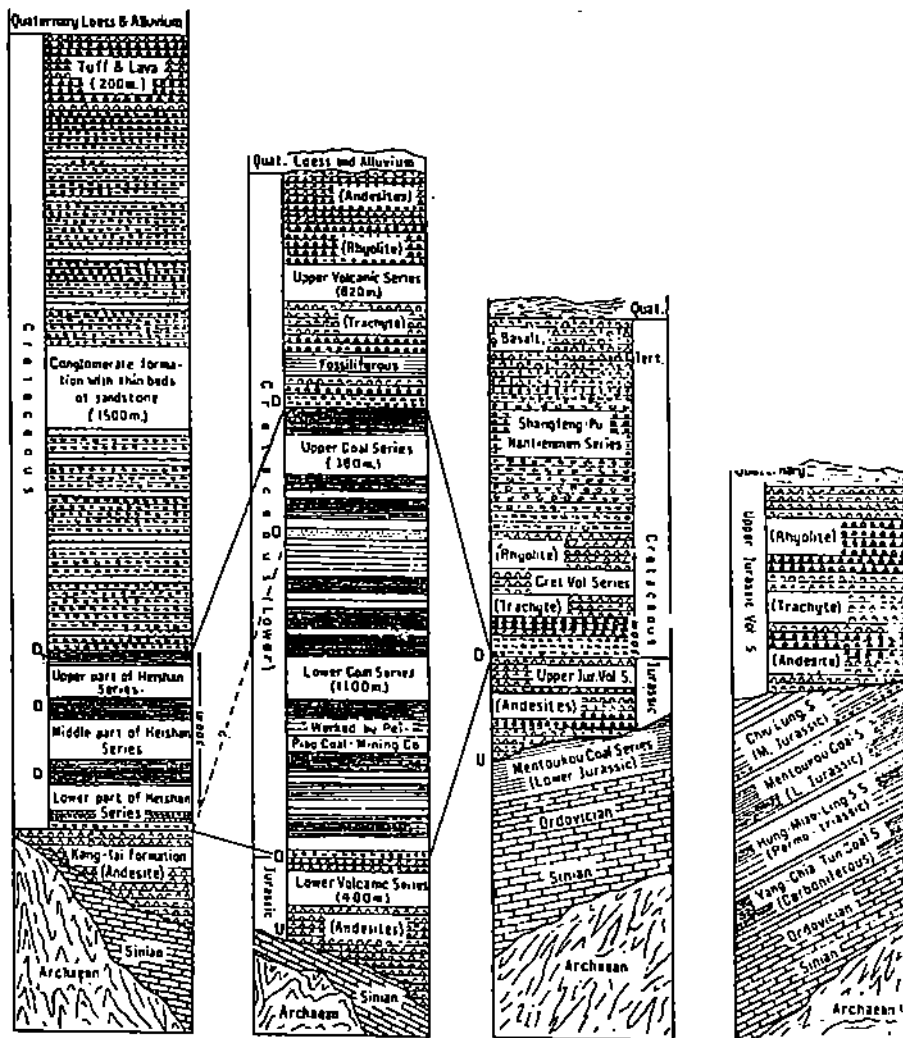 Quaternary Loess & Alluvium
Tuff & Lava
(200m.)
Cretaceous
Conglomerate forma-
tion with thin beds
of sandstone
(1500m.)
D
Upper part of Heishan
Series
D
Middle part of Heishan
Series
D
Lower part of Heishan
Series
1600m
Kang-Tai formation
(Andesite)
Sinian
Archaean
Quat. Loess and Alluvium
(Andesites)
(Rhyolite)
Upper Volcanic Series
(820m.)
(Trachyte)
Fossiliferous
D
Cretaceous (Lower)
Upper Coal Series
(380m.)
D
Lower Coal Series
(1100m.)
Worked by Pei-
Piao Coal-Mining Co
D
Jurassic
Lower Volcanic Series
(400m.)
U
(Andesites)
Sinian
Archaean
Quat.
Basalt.
Tert.
Shangfeng-Pu
Nantienmen Series
Cretaceous
(Rhyolite)
Cret Vol Series
(Trachyte)
D
Jurassic
Upper Jur. Vol S.
(Andesites)
U
Mentoukou Coal Series
(Lower Jurassic)
Ordovician
Sinian
Archaean
Quaternary
Upper Jurassic Vol S
(Rhyolite)
(Trachyte)
(Andesite)
Chiu Lung-S
(M. Jurassic)
Mentoukou Coal-S
(L. Jurassic)
Hung-Miao-Ling S S
(Permo-Triassic)
Yang-Chia Tun Coal S
(Carboniferous)
Ordovician
Sinian
Archaean